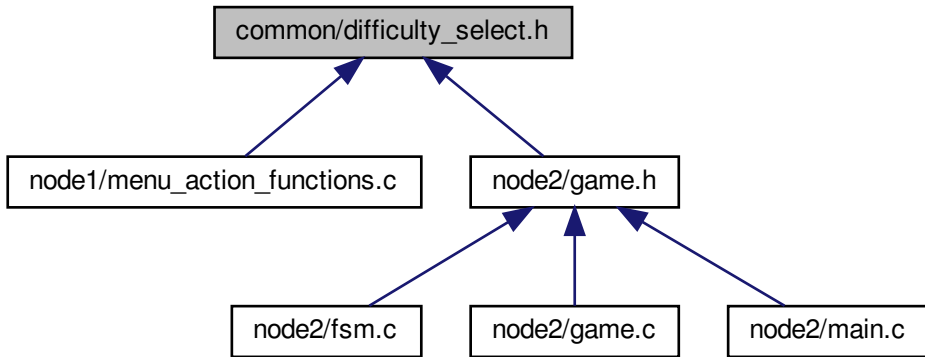 common/difficulty_select.h
node1/menu_action_functions.c
node2/game.h
node2/fsm.c
node2/game.c
node2/main.c